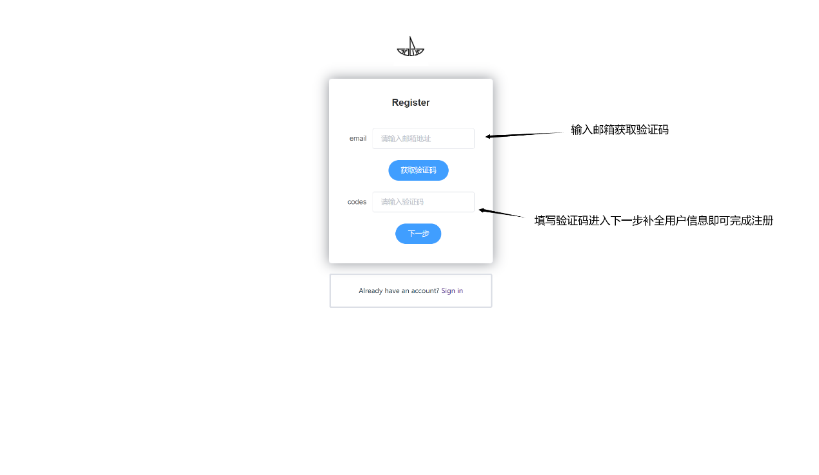 Register
email 请输入邮箱地址
输入邮箱获取验证码
获取验证码
codes 请输入验证码
填写验证码进入下一步补全用户信息即可完成注册
下一步
Already have an account? Sign in